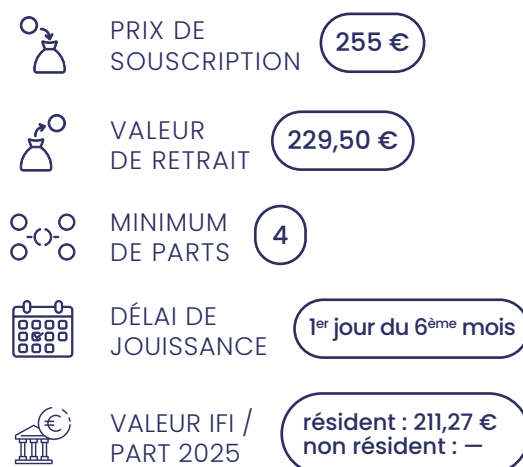 PRIX DE
SOUSCRIPTION
255 €
VALEUR
DE RETRAIT
229,50 €
MINIMUM
DE PARTS
4
DÉLAI DE
JOUISSANCE
1er jour du 6ème mois
VALEUR IFI /
PART 2025
résident : 211,27 €
non résident : —